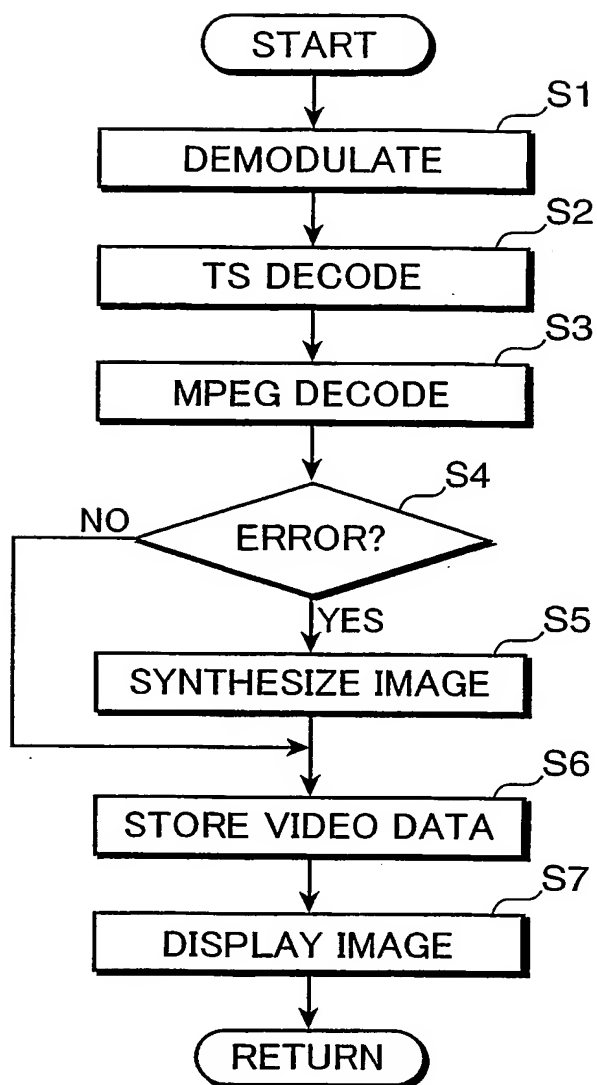 START
S1
DEMODULATE
S2
TS DECODE
S3
MPEG DECODE
S4
NO
ERROR?
YES
S5
SYNTHESIZE IMAGE
S6
STORE VIDEO DATA
S7
DISPLAY IMAGE
RETURN